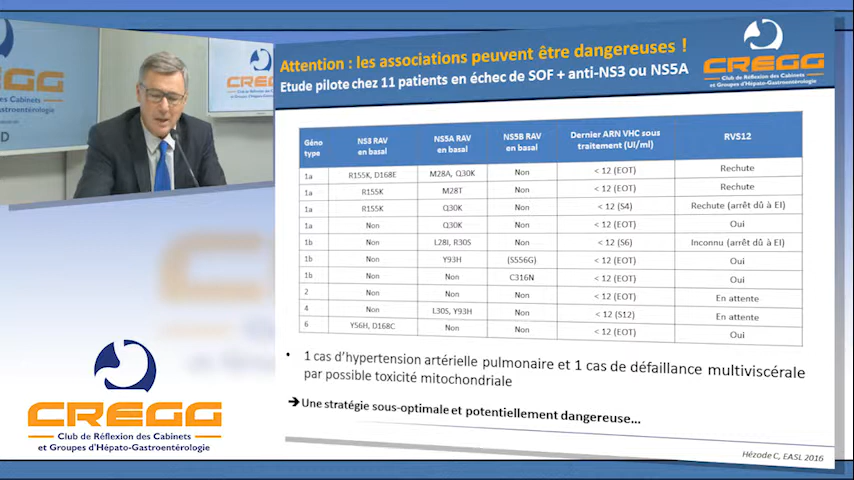 CREGG
Club de Réflexion des Cabinets
et Groupes d'Hépato-Gastroentérologie
Attention : les associations peuvent être dangereuses !
Etude pilote chez 11 patients en échec de SOF + anti-NS3 ou NS5A
Géno type | NS3 RAV en basal | NS5A RAV en basal | NS5B RAV en basal | Dernier ARN VHC sous traitement (UI/ml) | RVS12
1a | R155K, D168E | M28A, Q30K | Non | < 12 (EOT) | Rechute
1a | R155K | M28T | Non | < 12 (EOT) | Rechute
1a | R155K | Q30K | Non | < 12 (S4) | Rechute (arrêt dû à EI)
1a | Non | Q30K | Non | < 12 (EOT) | Oui
1b | Non | L28I, R30S | Non | < 12 (S6) | Inconnu (arrêt dû à EI)
1b | Non | Y93H | (S556G) | < 12 (EOT) | Oui
1b | Non | Non | C316N | < 12 (EOT) | Oui
2 | Non | Non | Non | < 12 (EOT) | En attente
4 | Non | L30S, Y93H | Non | < 12 (S12) | En attente
6 | Y56H, D168C | Non | Non | < 12 (EOT) | Oui
• 1 cas d'hypertension artérielle pulmonaire et 1 cas de défaillance multiviscérale
par possible toxicité mitochondriale
➔Une stratégie sous-optimale et potentiellement dangereuse...
Hézode C, EASL 2016
CREGG
Club de Réflexion des Cabinets
et Groupes d'Hépato-Gastroentérologie